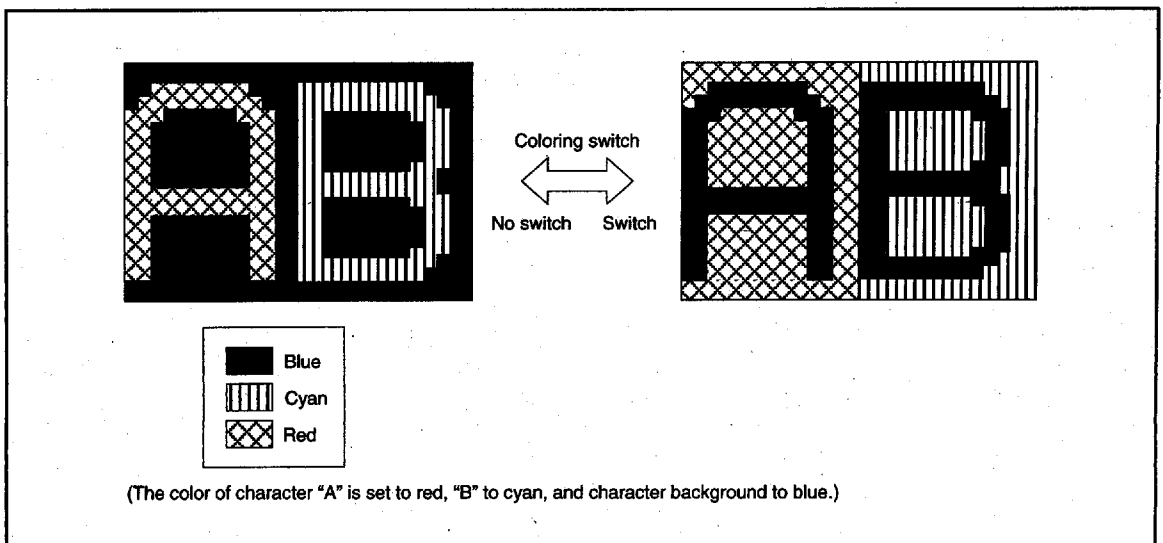 A B
Coloring switch
No switch Switch
A B
Blue
Cyan
Red
(The color of character “A” is set to red, “B” to cyan, and character background to blue.)